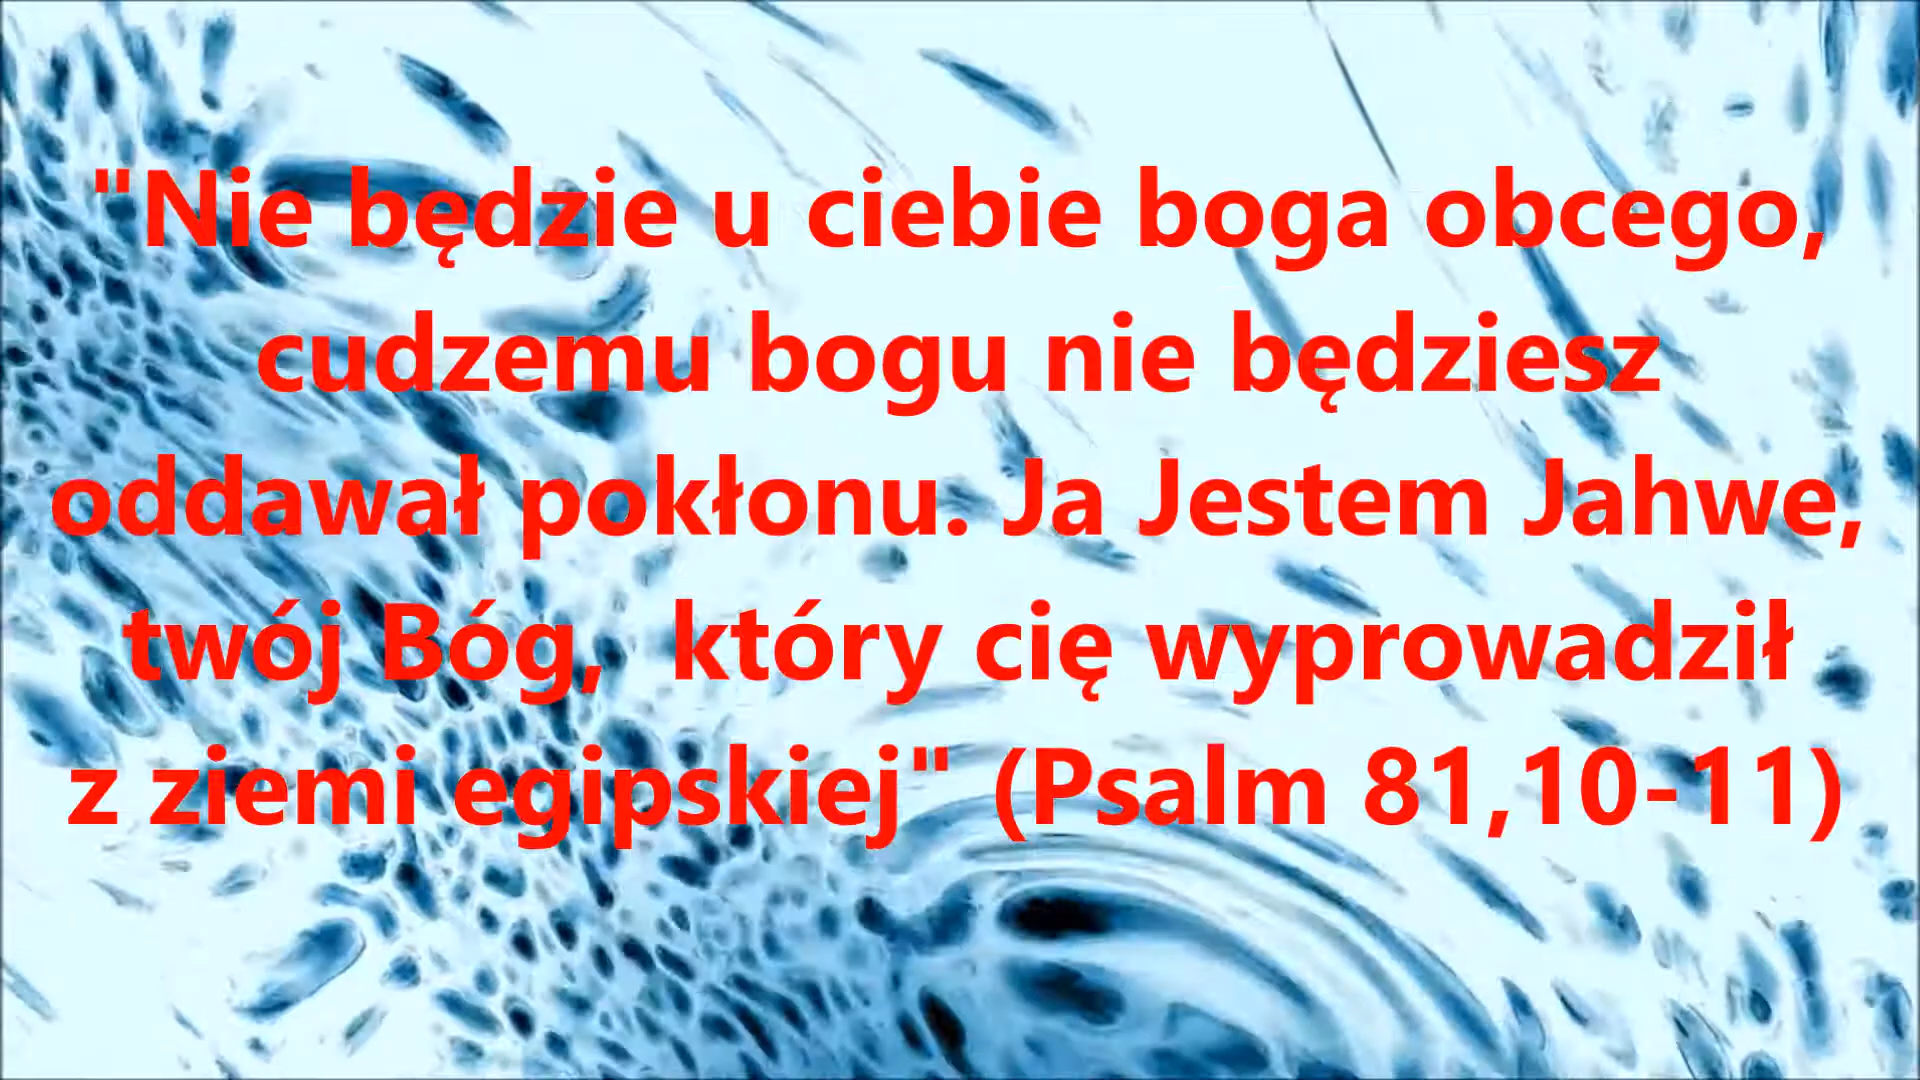 "Nie będzie u ciebie boga obcego,
cudzemu bogu nie będziesz
oddawał pokłonu. Ja Jestem Jahwe,
twój Bóg,  który cię wyprowadził
z ziemi egipskiej"  (Psalm 81,10-11)